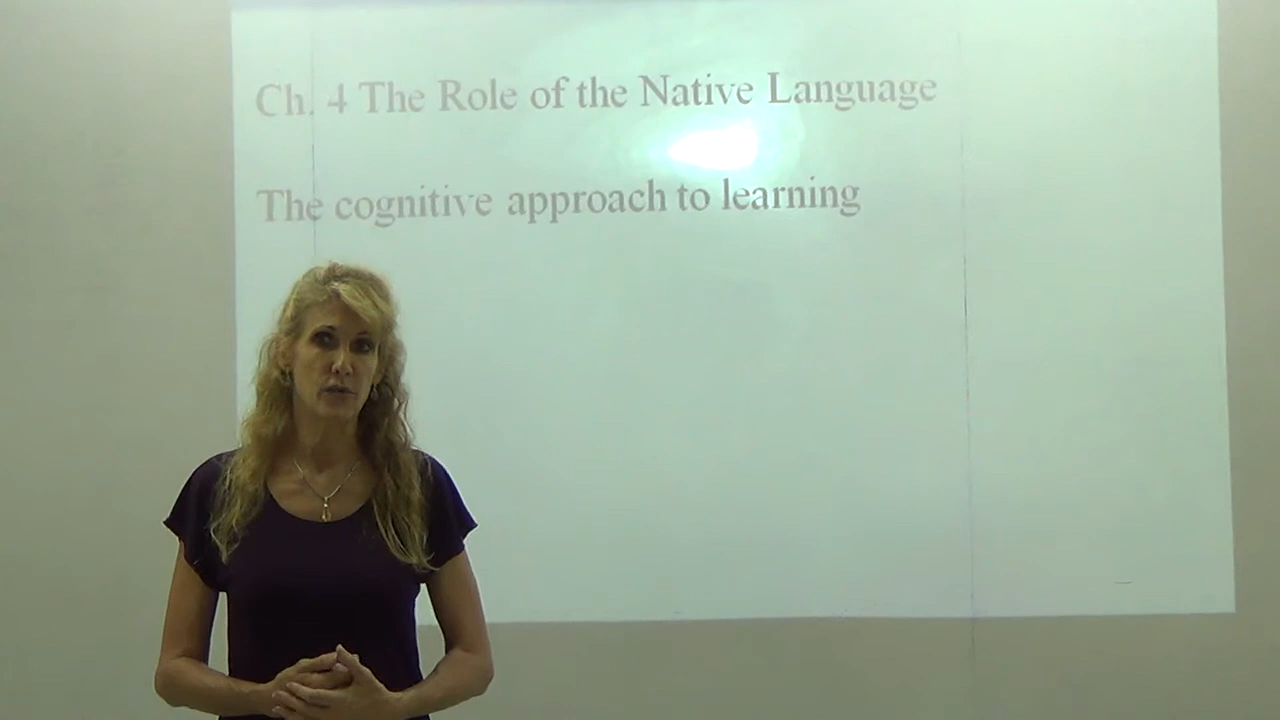 Ch. 4 The Role of the Native Language
The cognitive approach to learning